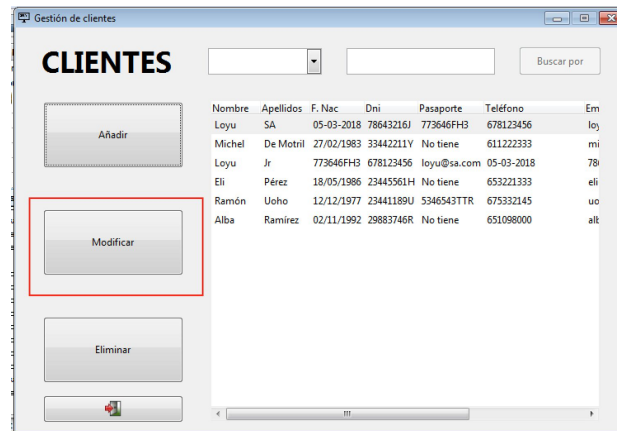 Gestión de clientes
CLIENTES
Buscar por
Añadir
Modificar
Eliminar
Nombre Apellidos F. Nac Dni Pasaporte Teléfono Em
Loyu SA 05-03-2018 78643216J 773646FH3 678123456 loy
Michel De Motril 27/02/1983 33442211Y No tiene 611222333 mi
Loyu Jr 773646FH3 678123456 loyu@sa.com 05-03-2018 786
Eli Pérez 18/05/1986 23445561H No tiene 653221333 eli
Ramón Uoho 12/12/1977 23441189U 5346543TTR 675332145 uo
Alba Ramírez 02/11/1992 29883746R No tiene 651098000 alb